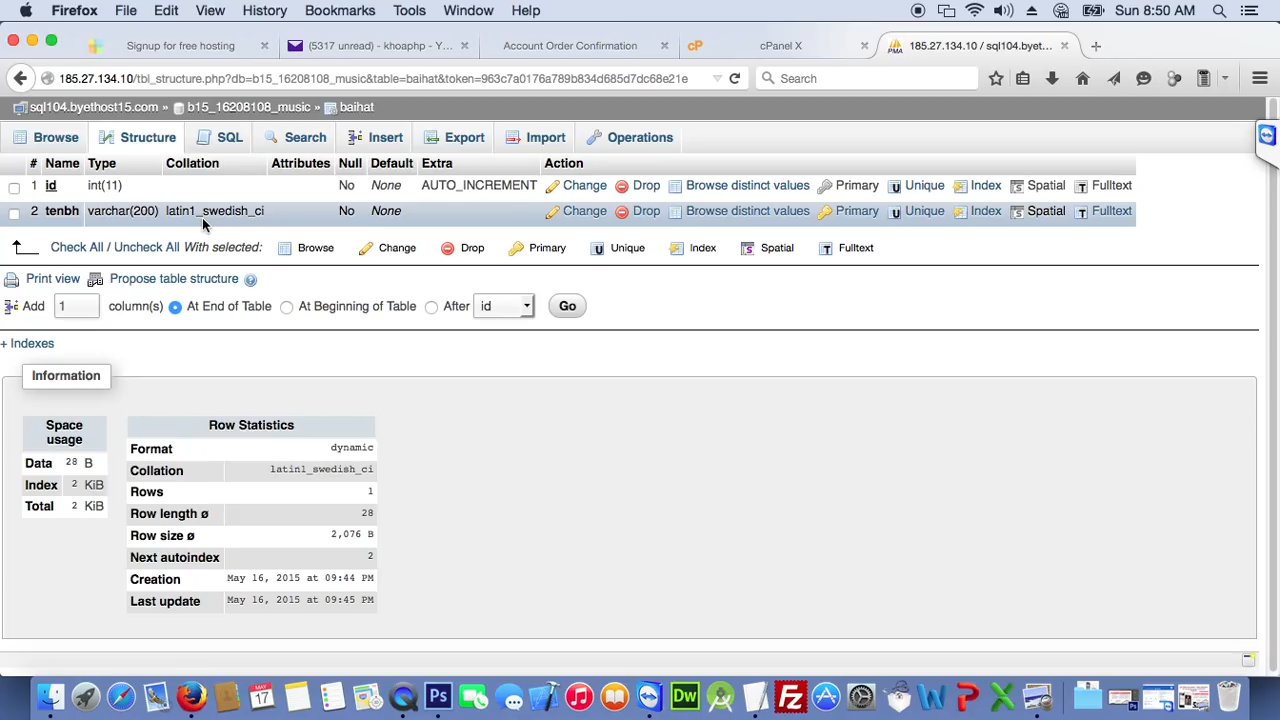 Firefox File Edit View History Bookmarks Tools Window Help Sun 8:50 AM
Signup for free hosting (5317 unread) - khoaphp - Y... Account Order Confirmation cPanel X 185.27.134.10 / sql104.byet...
185.27.134.10/tbl_structure.php?db=b15_16208108_music&table=baihat&token=963c7a0176a789b834d685d7dc68e21e Search
sql104.byethost15.com » b15_16208108_music » baihat
Browse Structure SQL Search Insert Export Import Operations
# Name Type Collation Attributes Null Default Extra Action
1 id int(11) No None AUTO_INCREMENT Change Drop Browse distinct values Primary Unique Index Spatial Fulltext
2 tenbh varchar(200) latin1_swedish_ci No None Change Drop Browse distinct values Primary Unique Index Spatial Fulltext
Check All / Uncheck All With selected: Browse Change Drop Primary Unique Index Spatial Fulltext
Print view Propose table structure
Add 1 column(s) At End of Table At Beginning of Table After id Go
+ Indexes
Information
Space usage
Data 28 B
Index 2 KiB
Total 2 KiB
Row Statistics
Format dynamic
Collation latin1_swedish_ci
Rows 1
Row length ø 28
Row size ø 2,076 B
Next autoindex 2
Creation May 16, 2015 at 09:44 PM
Last update May 16, 2015 at 09:45 PM